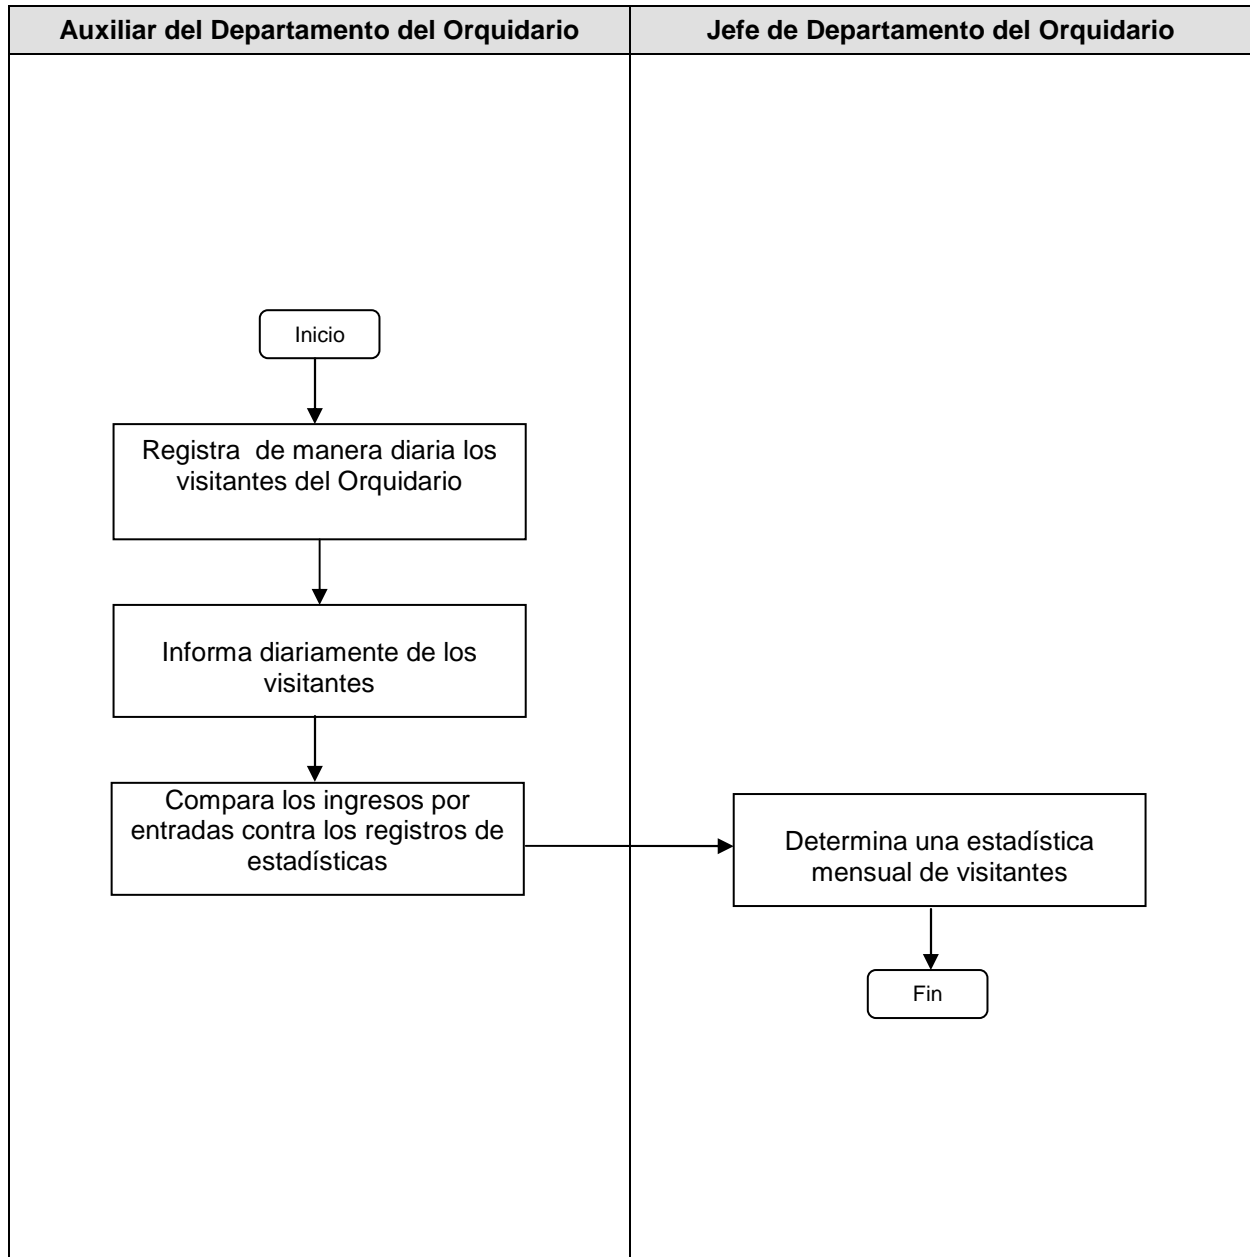 Auxiliar del Departamento del Orquidario
Jefe de Departamento del Orquidario
Inicio
Registra de manera diaria los
visitantes del Orquidario
Informa diariamente de los
visitantes
Compara los ingresos por
entradas contra los registros de
estadísticas
Determina una estadística
mensual de visitantes
Fin